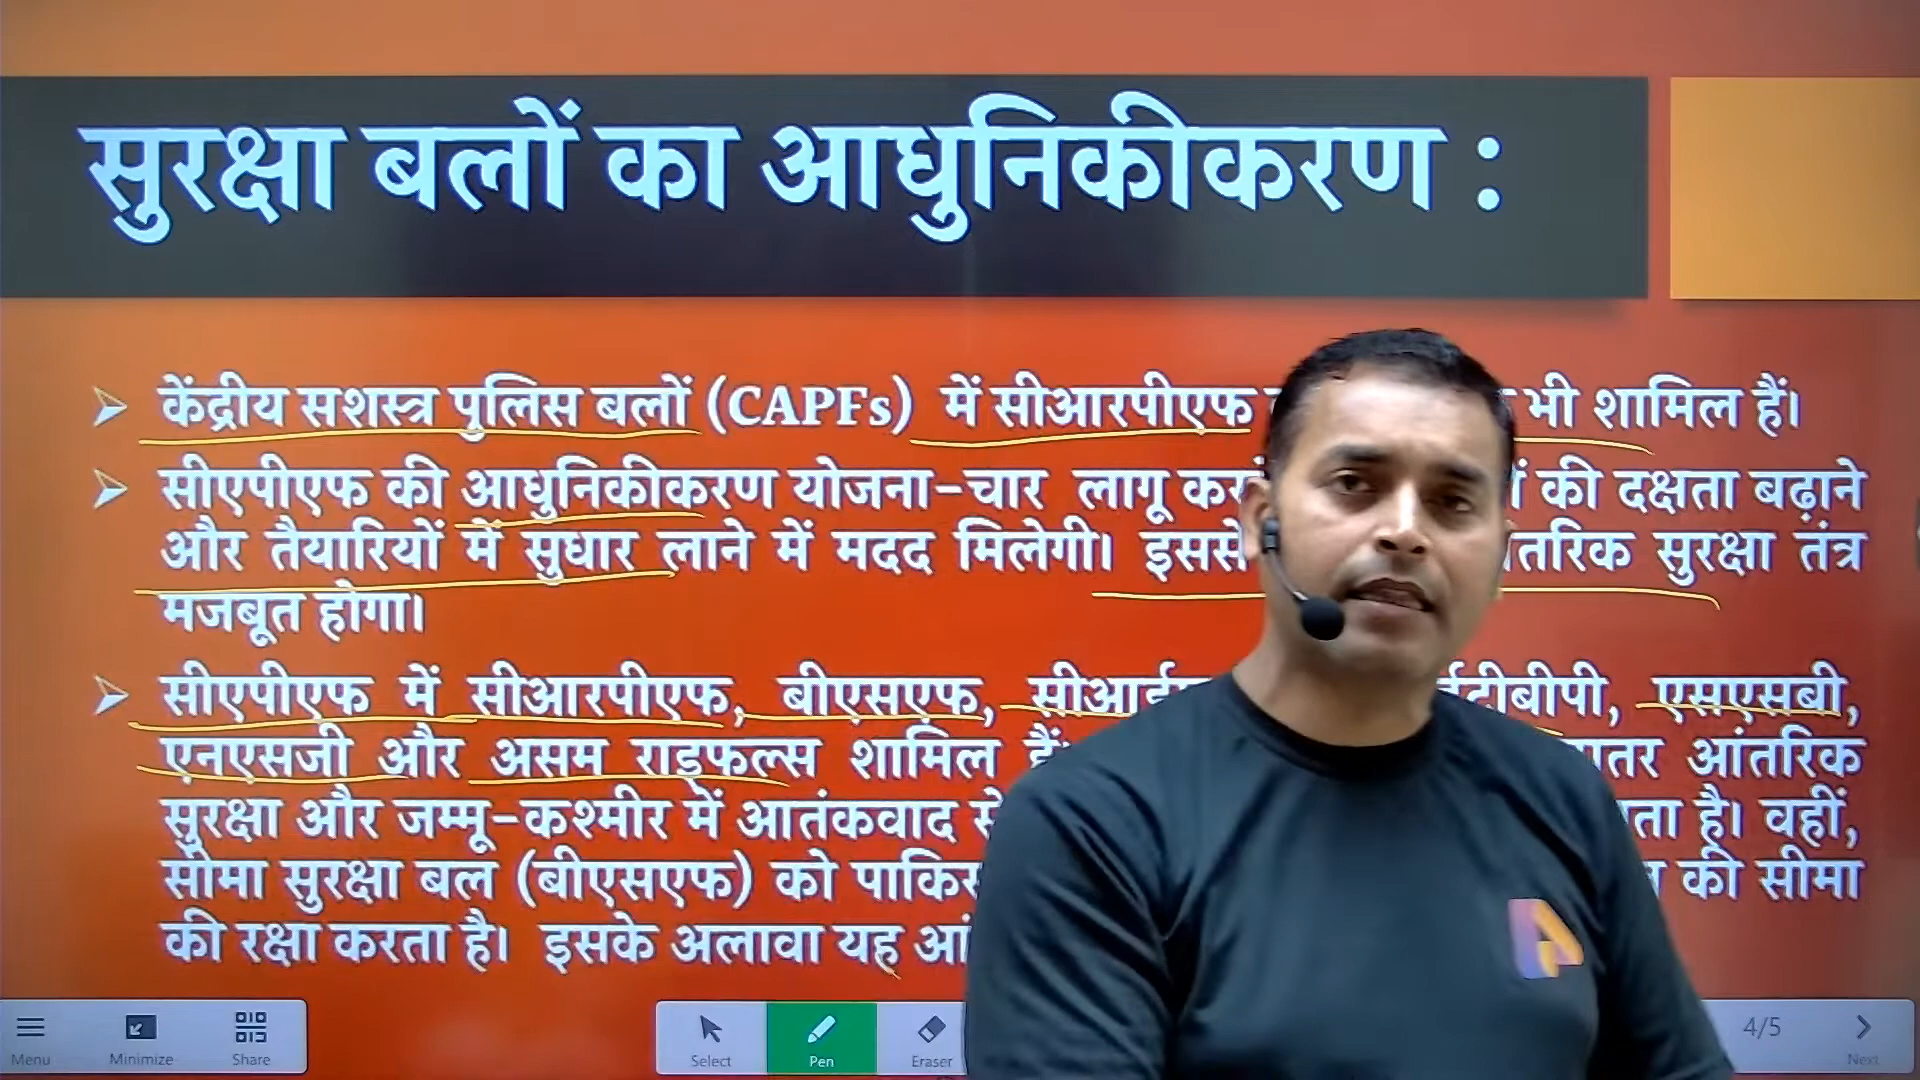 सुरक्षा बलों का आधुनिकीकरण :
केंद्रीय सशस्त्र पुलिस बलों (CAPFs) में सीआरपीएफ भी शामिल हैं।
सीएपीएफ की आधुनिकीकरण योजना-चार लागू की दक्षता बढ़ाने
और तैयारियों में सुधार लाने में मदद मिलेगी। इससे सुरक्षा तंत्र
मजबूत होगा।
सीएपीएफ में सीआरपीएफ, बीएसएफ, एसएसबी,
एनएसजी और असम राइफल्स शामिल आंतरिक
सुरक्षा और जम्मू-कश्मीर में आतंकवाद है। वहीं,
सीमा सुरक्षा बल (बीएसएफ) को की सीमा
की रक्षा करता है। इसके अलावा यह
Menu
Minimize
Share
Select
Pen
Eraser
4/5
Next